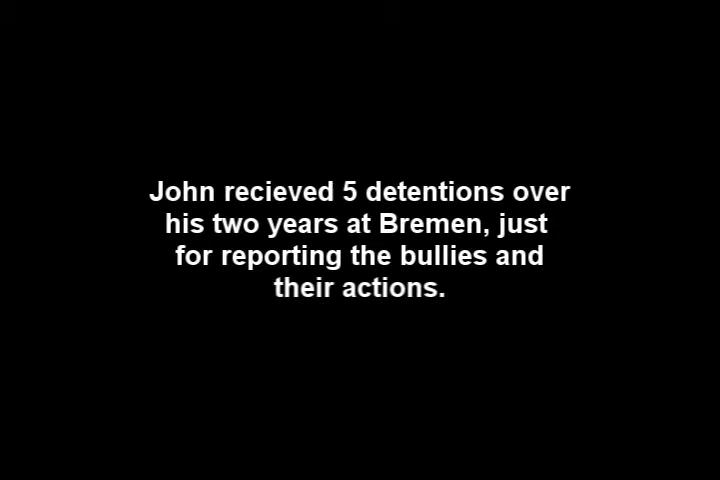 John recieved 5 detentions over
his two years at Bremen, just
for reporting the bullies and
their actions.